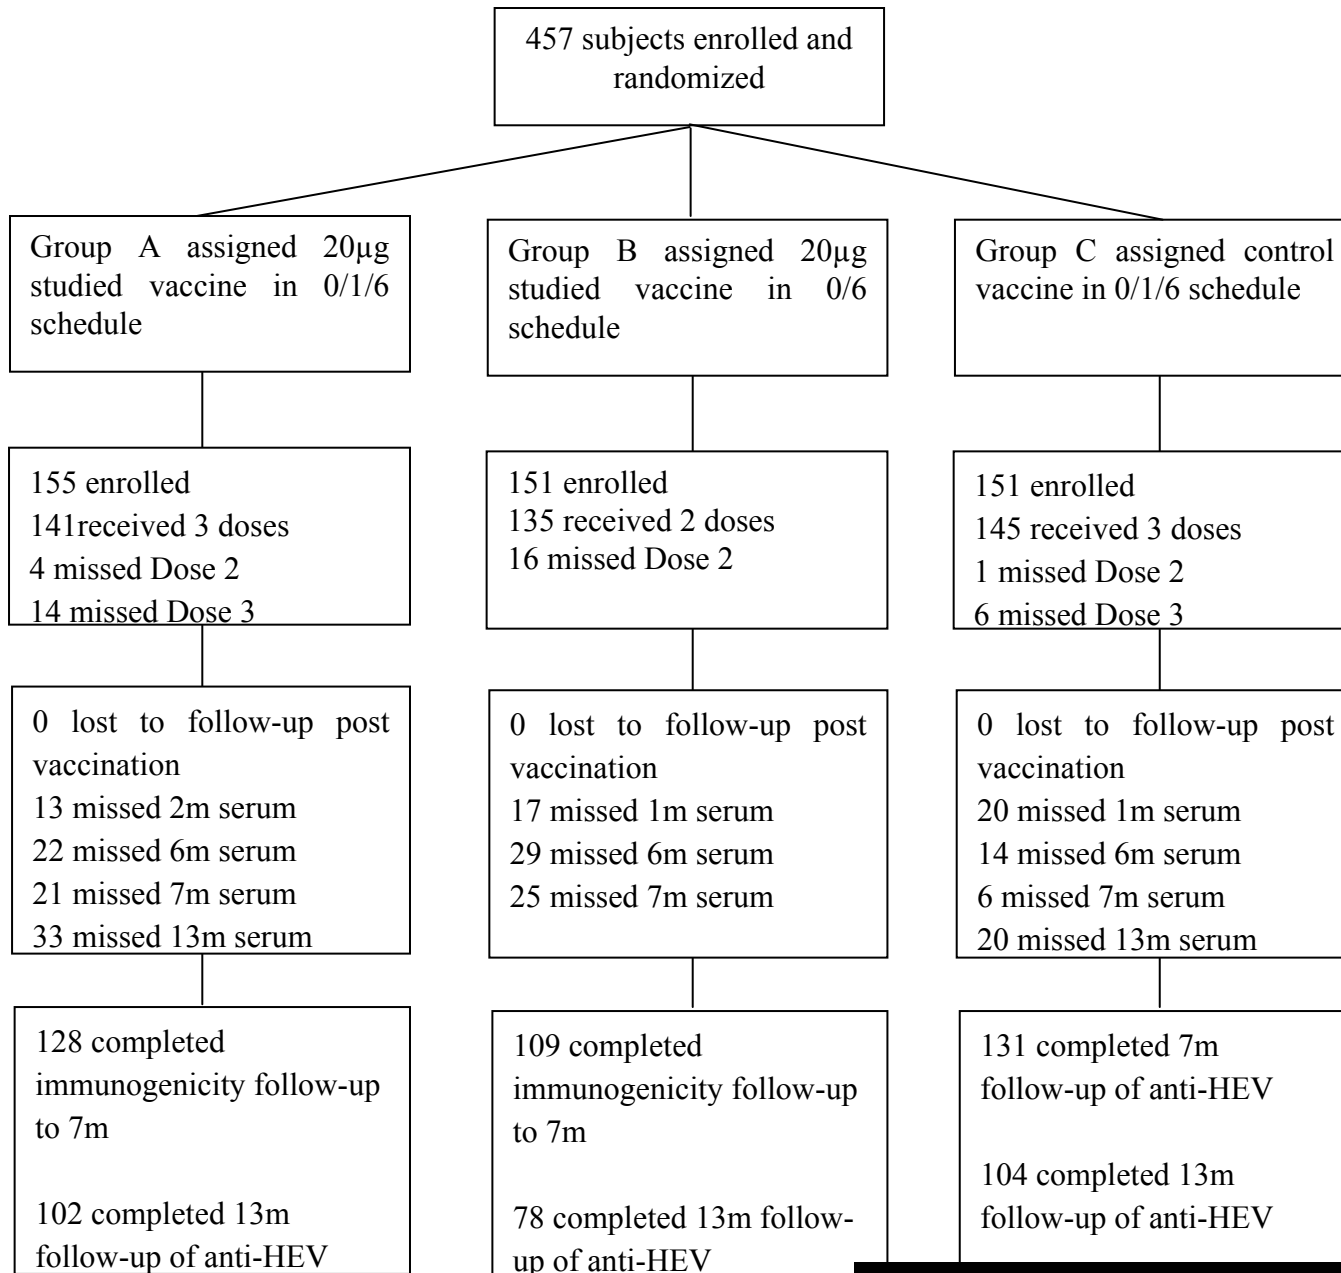 457 subjects enrolled and
randomized
Group A assigned 20µg
studied vaccine in 0/1/6
schedule
Group B assigned 20µg
studied vaccine in 0/6
schedule
Group C assigned control
vaccine in 0/1/6 schedule
155 enrolled
141received 3 doses
4 missed Dose 2
14 missed Dose 3
151 enrolled
135 received 2 doses
16 missed Dose 2
151 enrolled
145 received 3 doses
1 missed Dose 2
6 missed Dose 3
0 lost to follow-up post
vaccination
13 missed 2m serum
22 missed 6m serum
21 missed 7m serum
33 missed 13m serum
0 lost to follow-up post
vaccination
17 missed 1m serum
29 missed 6m serum
25 missed 7m serum
0 lost to follow-up post
vaccination
20 missed 1m serum
14 missed 6m serum
6 missed 7m serum
20 missed 13m serum
128 completed
immunogenicity follow-up
to 7m
102 completed 13m
follow-up of anti-HEV
109 completed
immunogenicity follow-up
to 7m
78 completed 13m follow-
up of anti-HEV
131 completed 7m
follow-up of anti-HEV
104 completed 13m
follow-up of anti-HEV